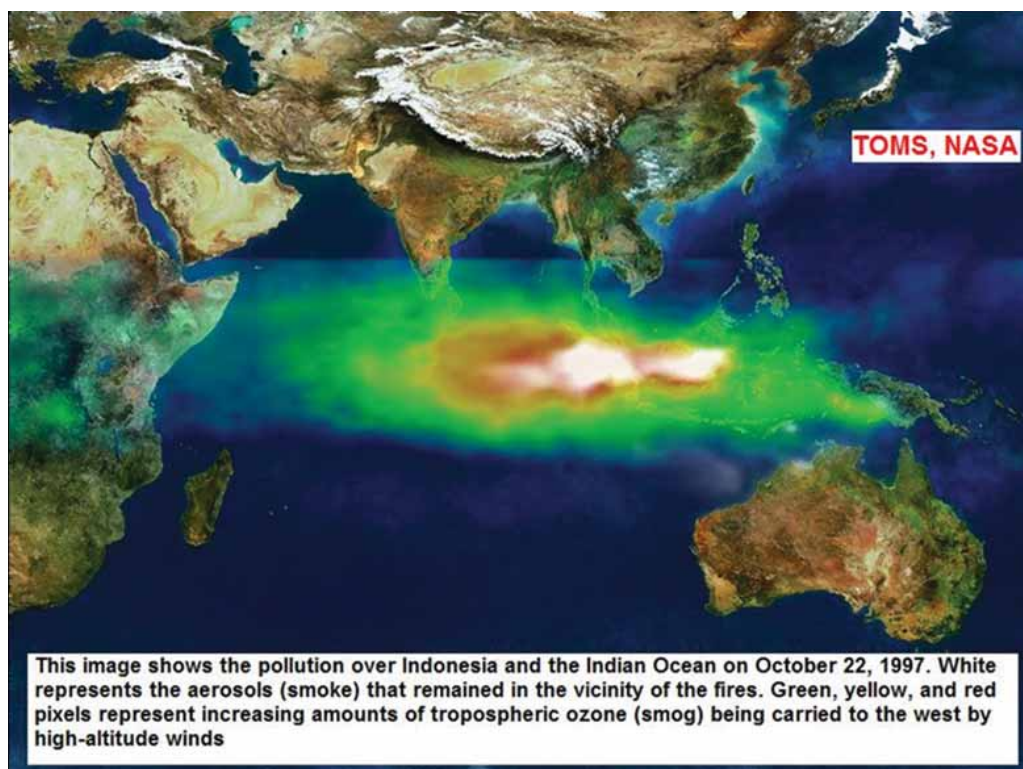 TOMS, NASA
This image shows the pollution over Indonesia and the Indian Ocean on October 22, 1997. White
represents the aerosols (smoke) that remained in the vicinity of the fires. Green, yellow, and red
pixels represent increasing amounts of tropospheric ozone (smog) being carried to the west by
high-altitude winds